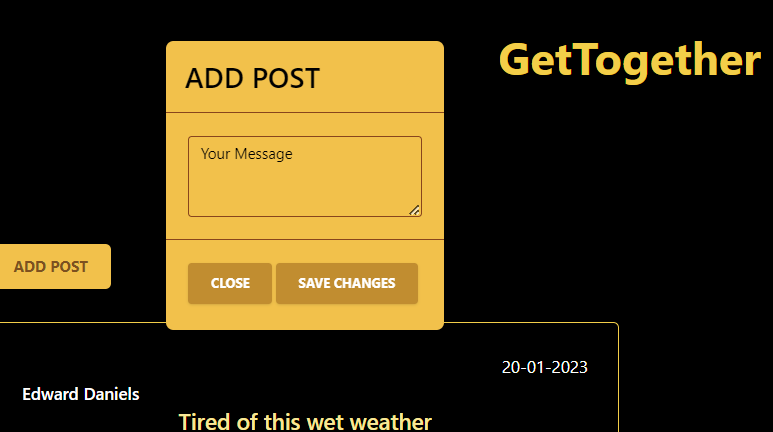 GetTogether
ADD POST
Your Message
ADD POST
CLOSE SAVE CHANGES
20-01-2023
Edward Daniels
Tired of this wet weather